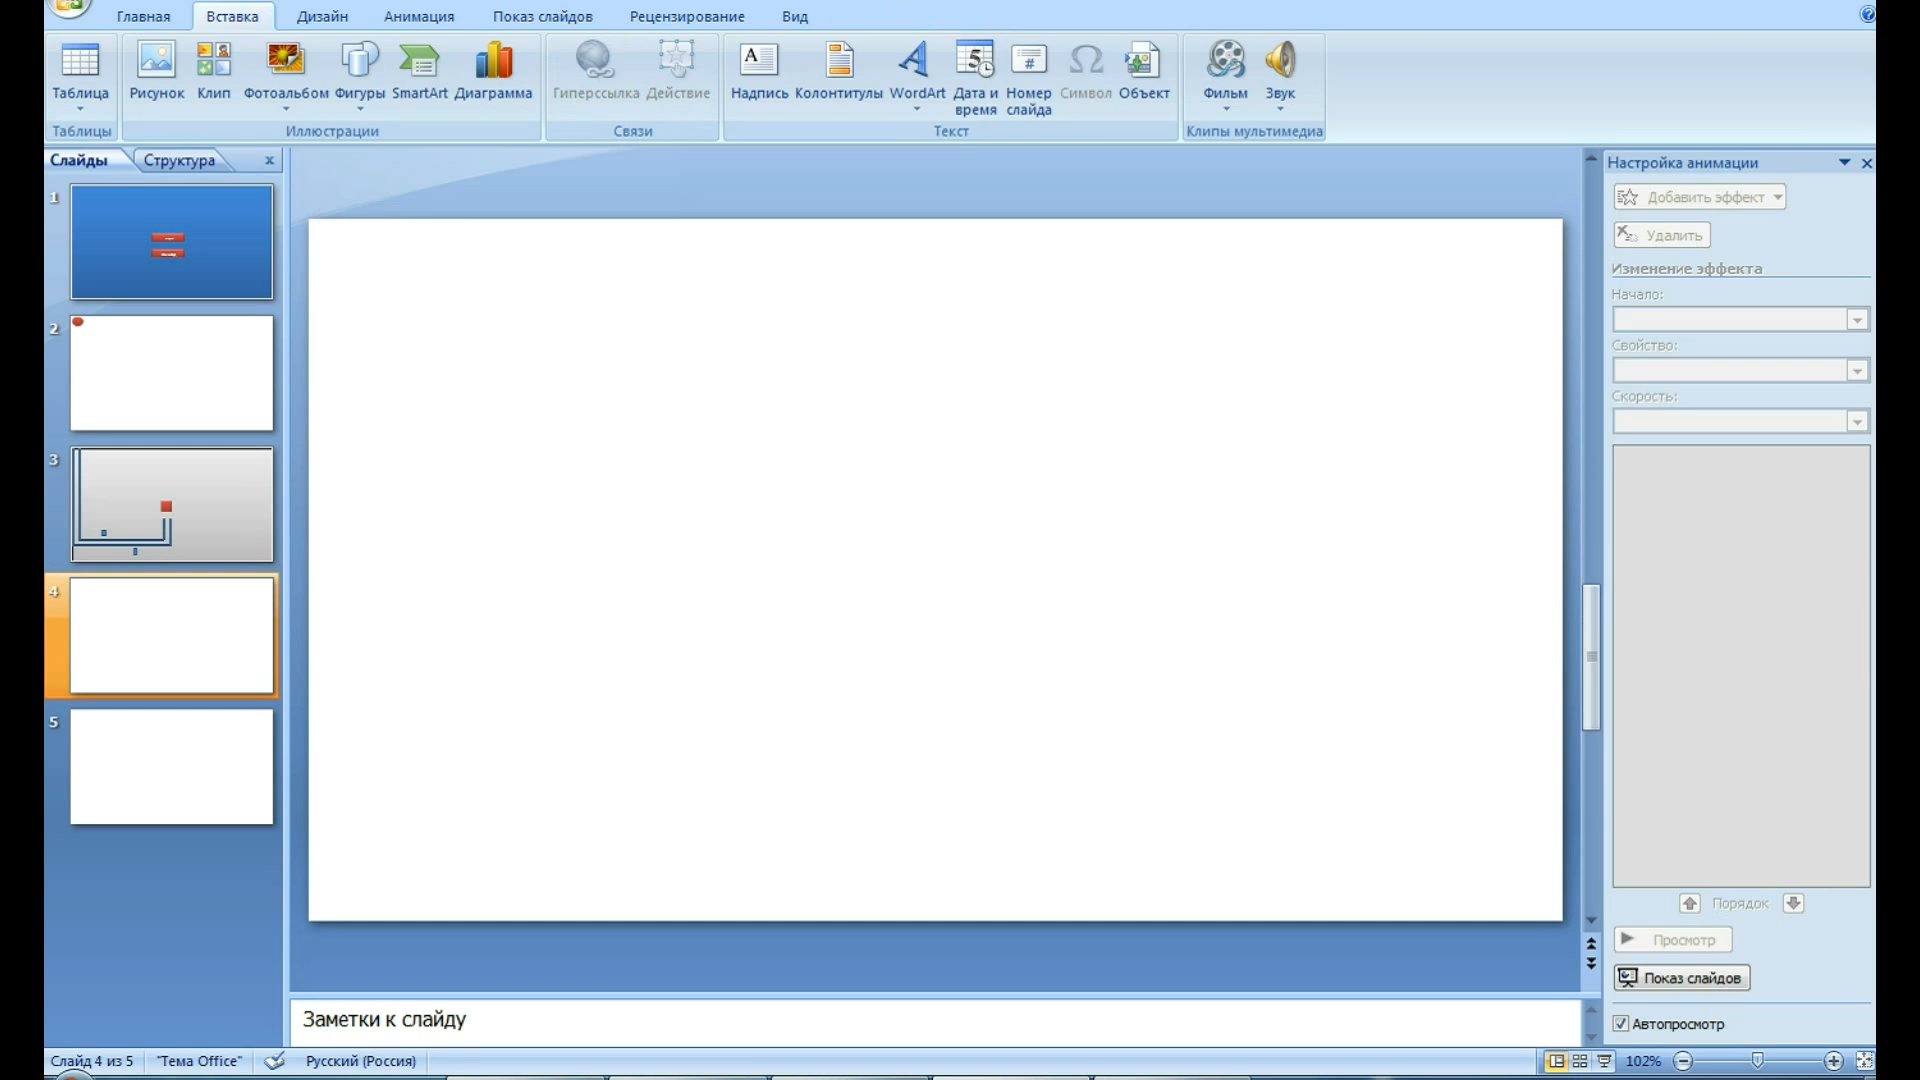 Главная Вставка Дизайн Анимация Показ слайдов Рецензирование Вид
Таблица Рисунок Клип Фотоальбом Фигуры SmartArt Диаграмма Гиперссылка Действие Надпись Колонтитулы WordArt Дата и время Номер слайда Символ Объект Фильм Звук
Таблицы Иллюстрации Связи Текст Клипы мультимедиа
Слайды Структура
Настройка анимации
1
Добавить эффект
Удалить
Изменение эффекта
Начало:
2
Свойство:
Скорость:
3
4
5
Порядок
Просмотр
Показ слайдов
Заметки к слайду
Автопросмотр
Слайд 4 из 5 "Тема Office" Русский (Россия) 102%